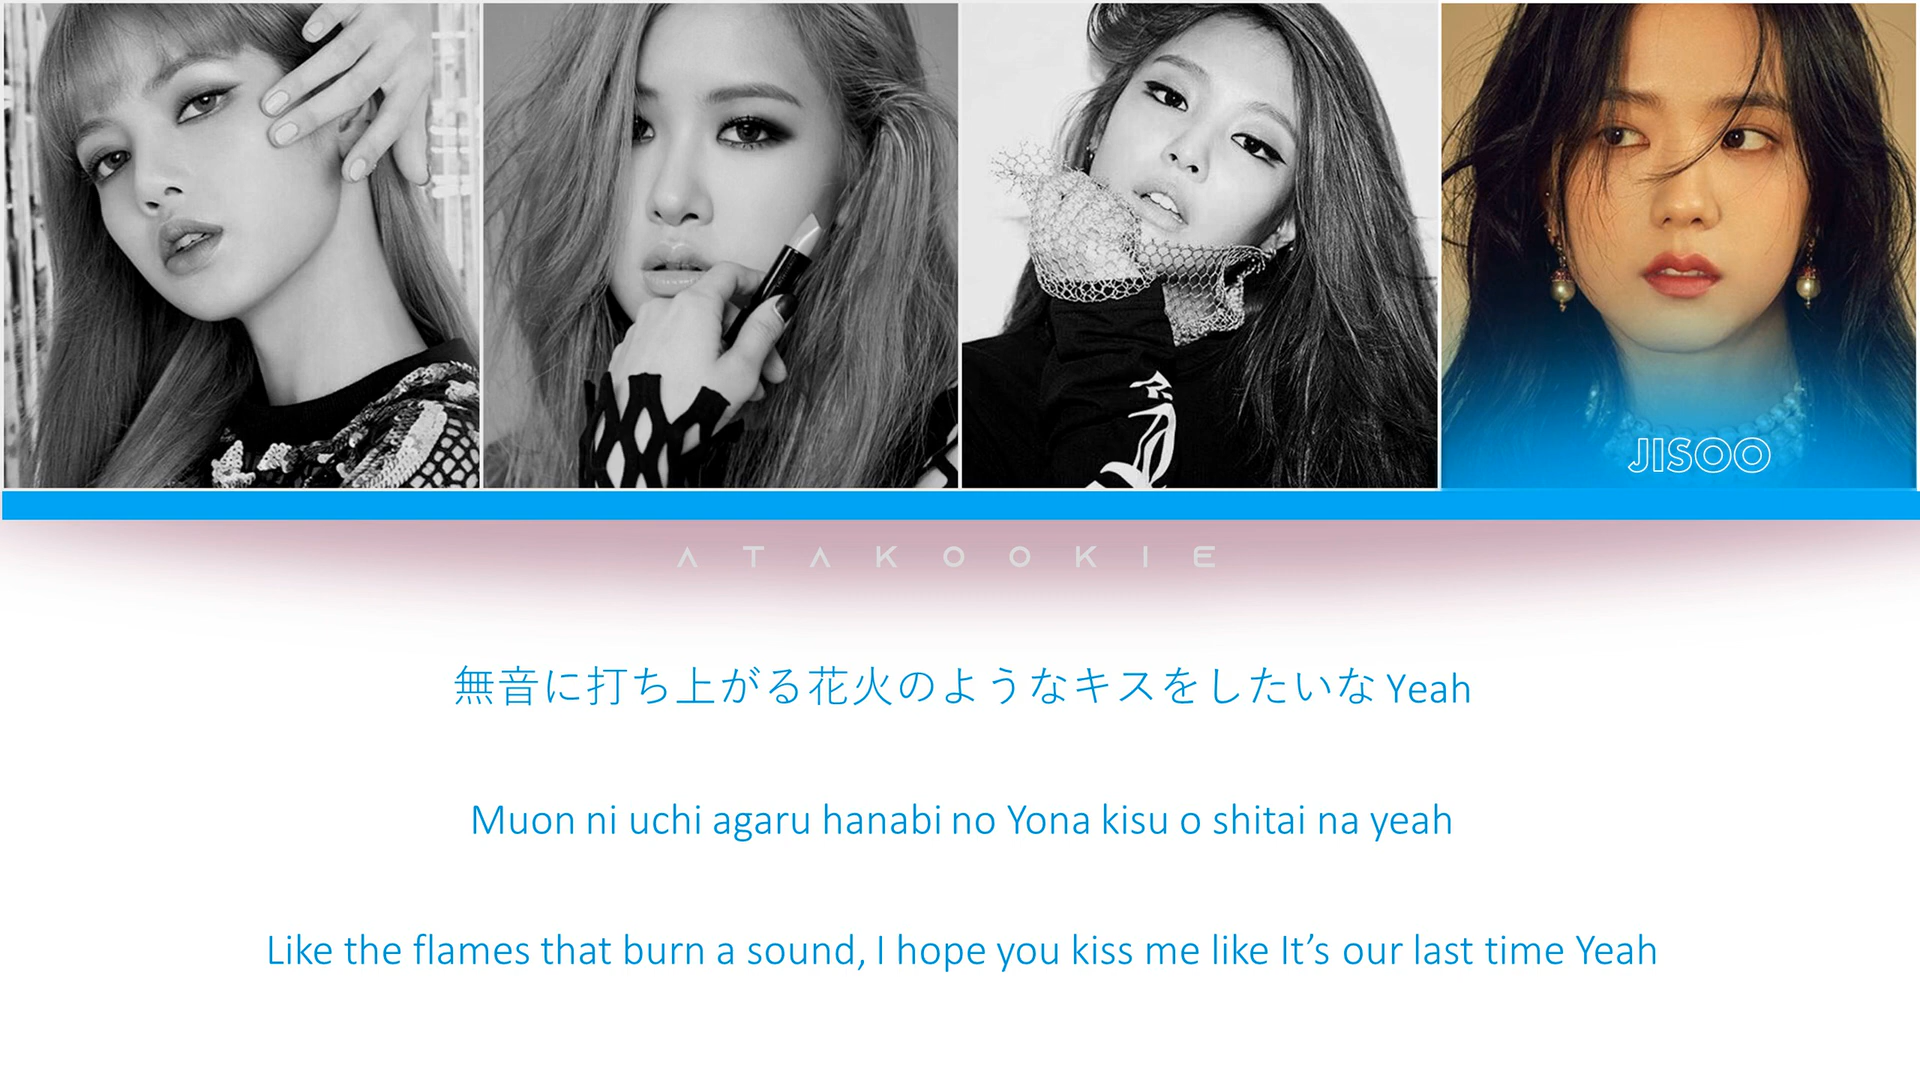 JISOO
ATAKOOKIE
無音に打ち上がる花火のようなキスをしたいな Yeah
Muon ni uchi agaru hanabi no Yona kisu o shitai na yeah
Like the flames that burn a sound, I hope you kiss me like It’s our last time Yeah